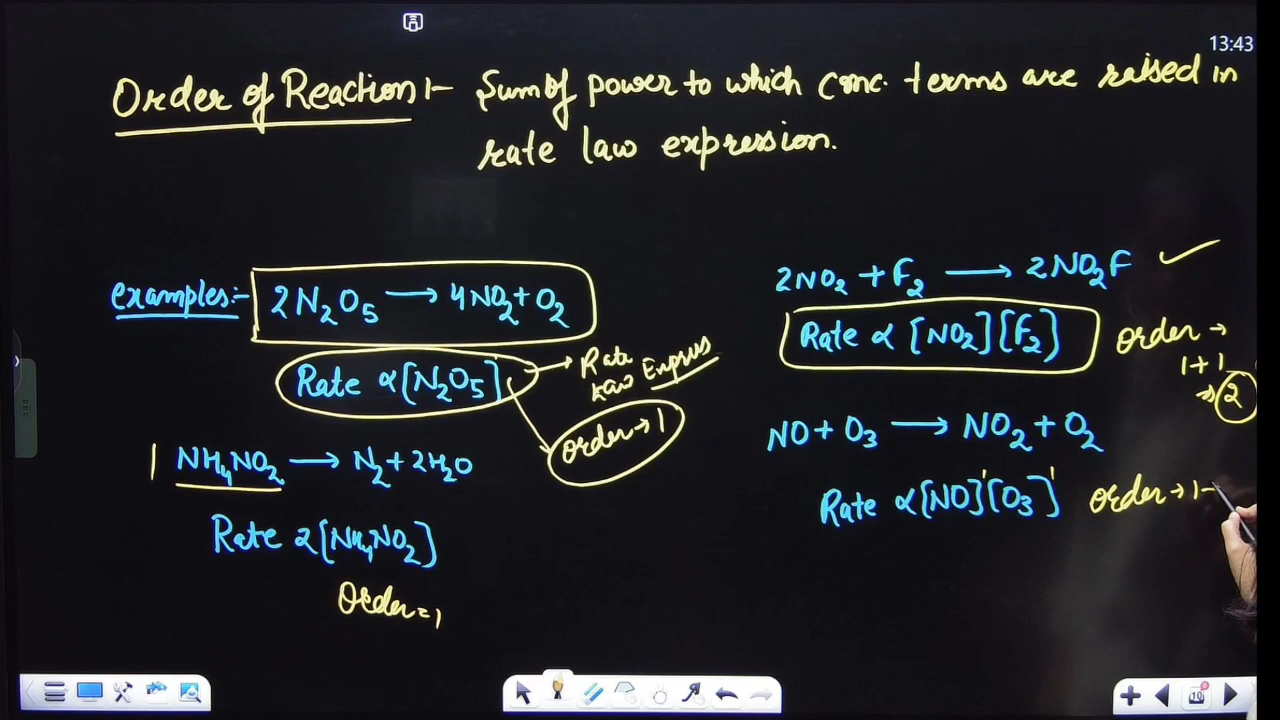 13:43
Order of Reaction :- Sum of power to which conc. terms are raised in
rate law expression.
examples:- 2N₂O₅ → 4NO₂ + O₂
Rate α [N₂O₅]¹ → Rate
Law Express
order → 1
1 NH₄NO₂ → N₂ + 2H₂O
Rate α [NH₄NO₂]
Order = 1
2NO₂ + F₂ → 2NO₂F ✓
Rate α [NO₂][F₂] order →
1 + 1
⇒ 2
NO + O₃ → NO₂ + O₂
Rate α [NO]¹[O₃]¹ order → 1 -
10